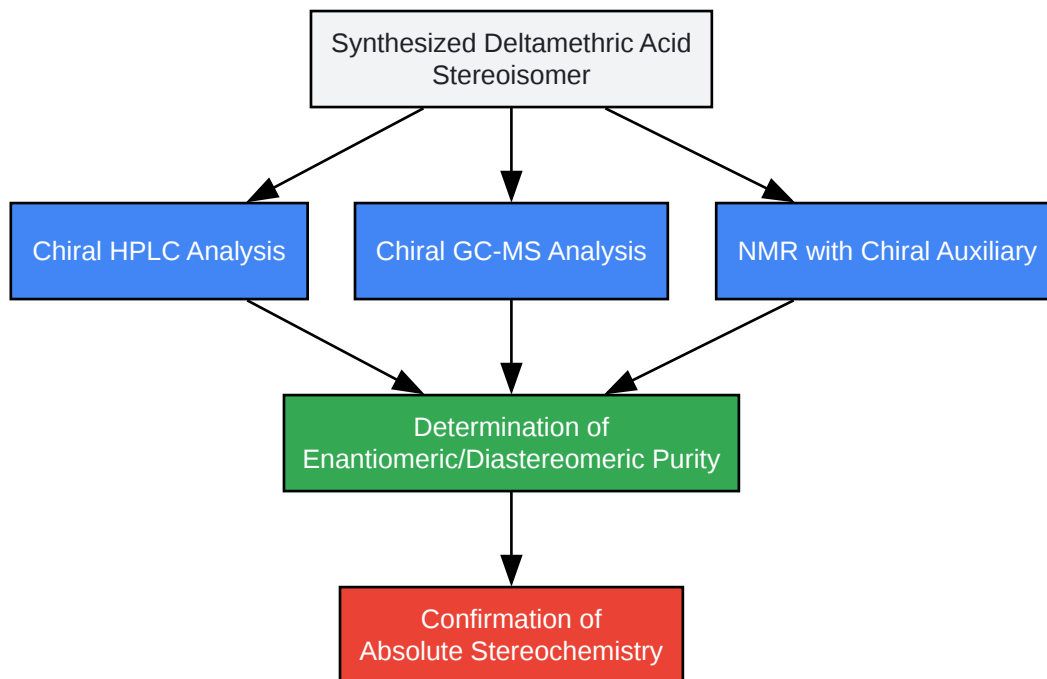 Synthesized Deltamethric Acid
Stereoisomer
Chiral HPLC Analysis
Chiral GC-MS Analysis
NMR with Chiral Auxiliary
Determination of
Enantiomeric/Diastereomeric Purity
Confirmation of
Absolute Stereochemistry